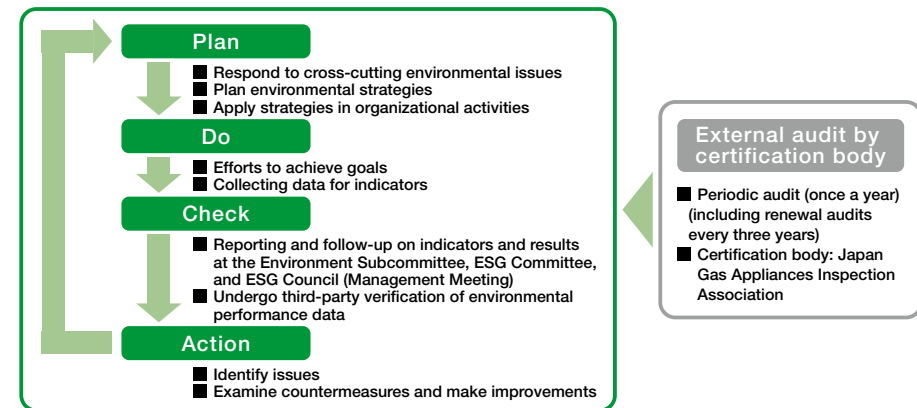 Plan
■ Respond to cross-cutting environmental issues
■ Plan environmental strategies
■ Apply strategies in organizational activities
Do
■ Efforts to achieve goals
■ Collecting data for indicators
Check
■ Reporting and follow-up on indicators and results
at the Environment Subcommittee, ESG Committee,
and ESG Council (Management Meeting)
■ Undergo third-party verification of environmental
performance data
Action
■ Identify issues
■ Examine countermeasures and make improvements
External audit by
certification body
■ Periodic audit (once a year)
(including renewal audits
every three years)
■ Certification body: Japan
Gas Appliances Inspection
Association